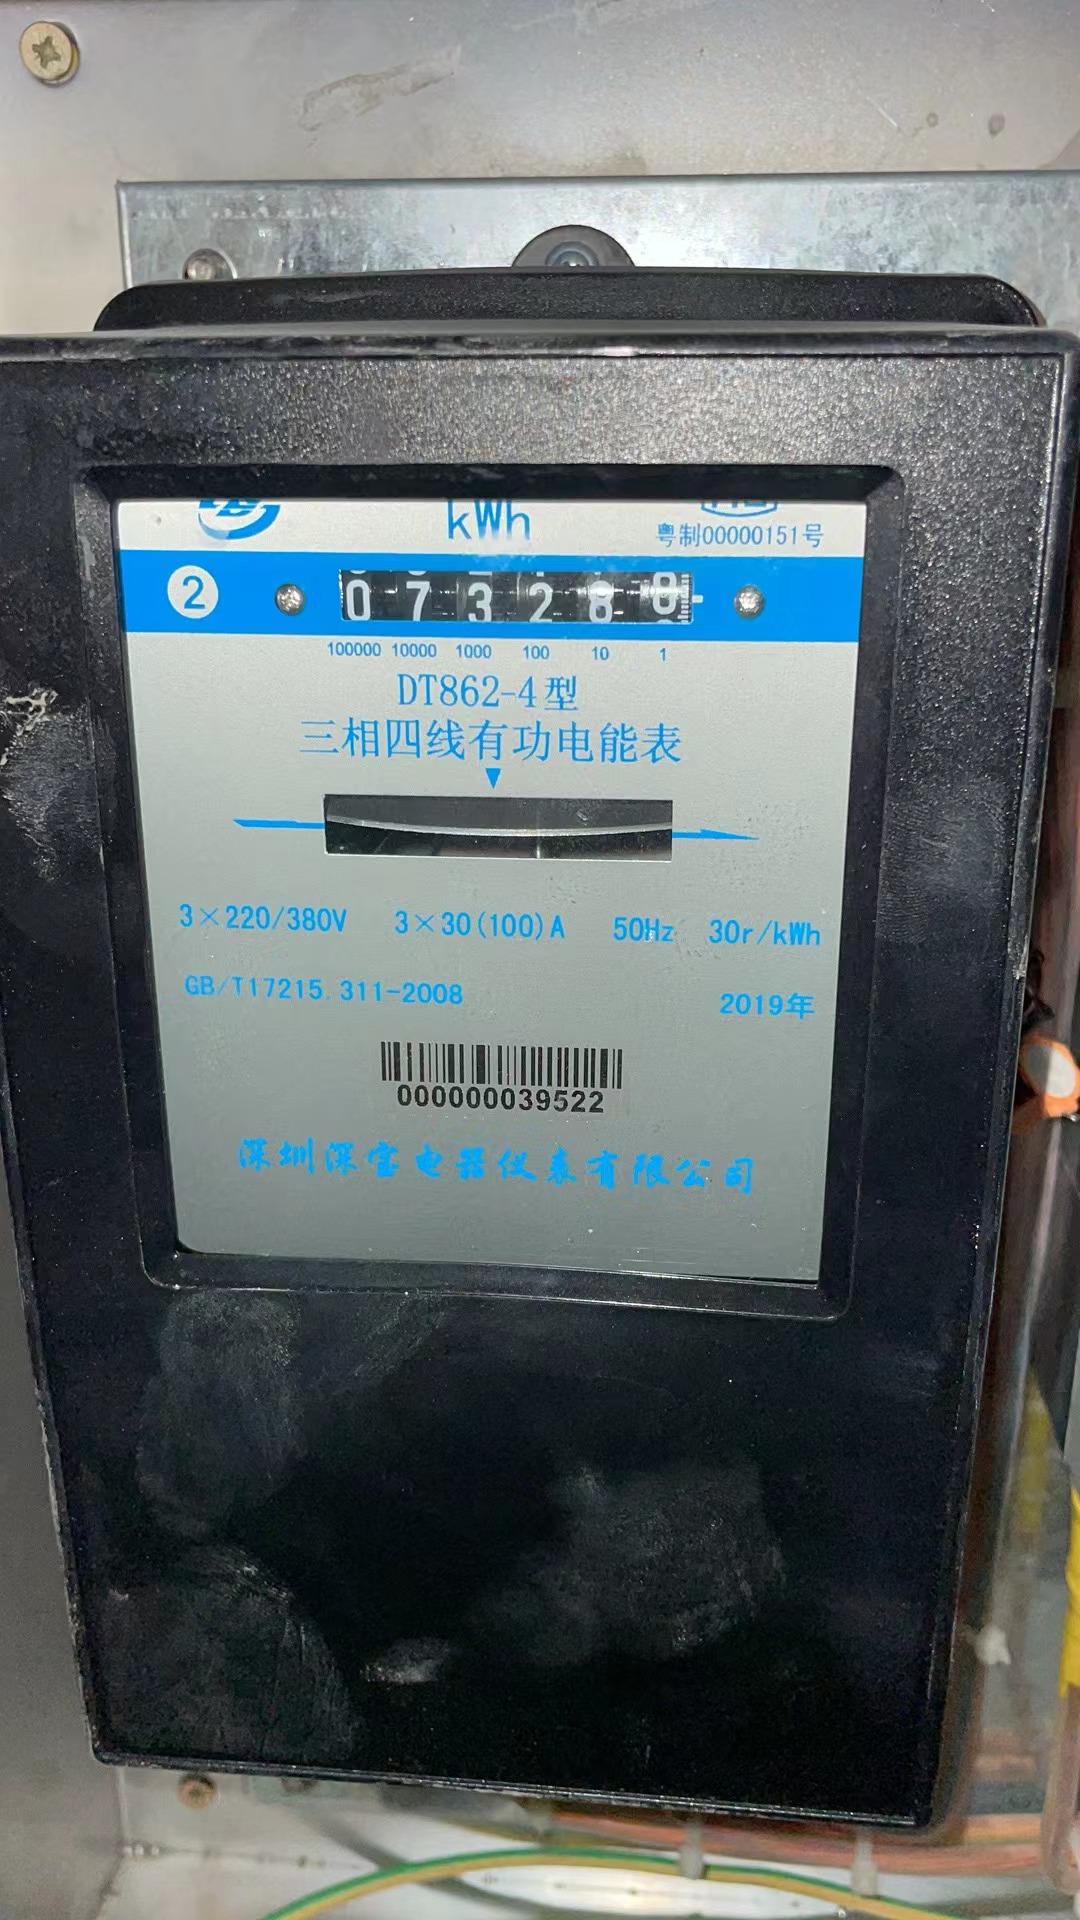 kWh
粤制00000151号
2
073280
100000 10000 1000 100 10 1
DT862-4型
三相四线有功电能表
3×220/380V 3×30(100)A 50Hz 30r/kWh
GB/T17215.311-2008
2019年
000000039522
深圳深宝电器仪表有限公司